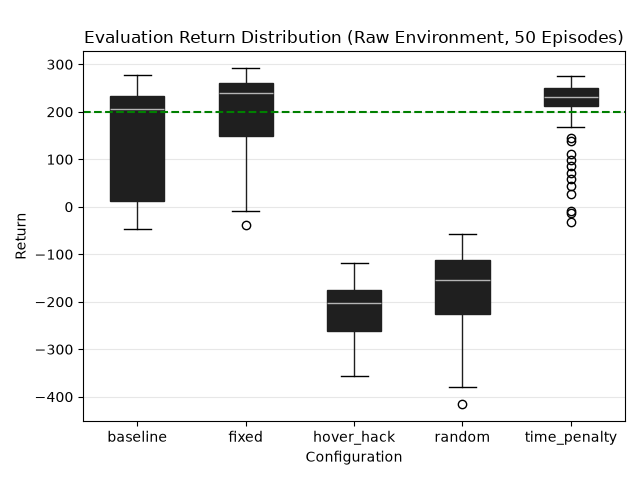 Evaluation Return Distribution (Raw Environment, 50 Episodes)
300
200
100
0
−100
−200
−300
−400
Return
baseline
fixed
hover_hack
random
time_penalty
Configuration